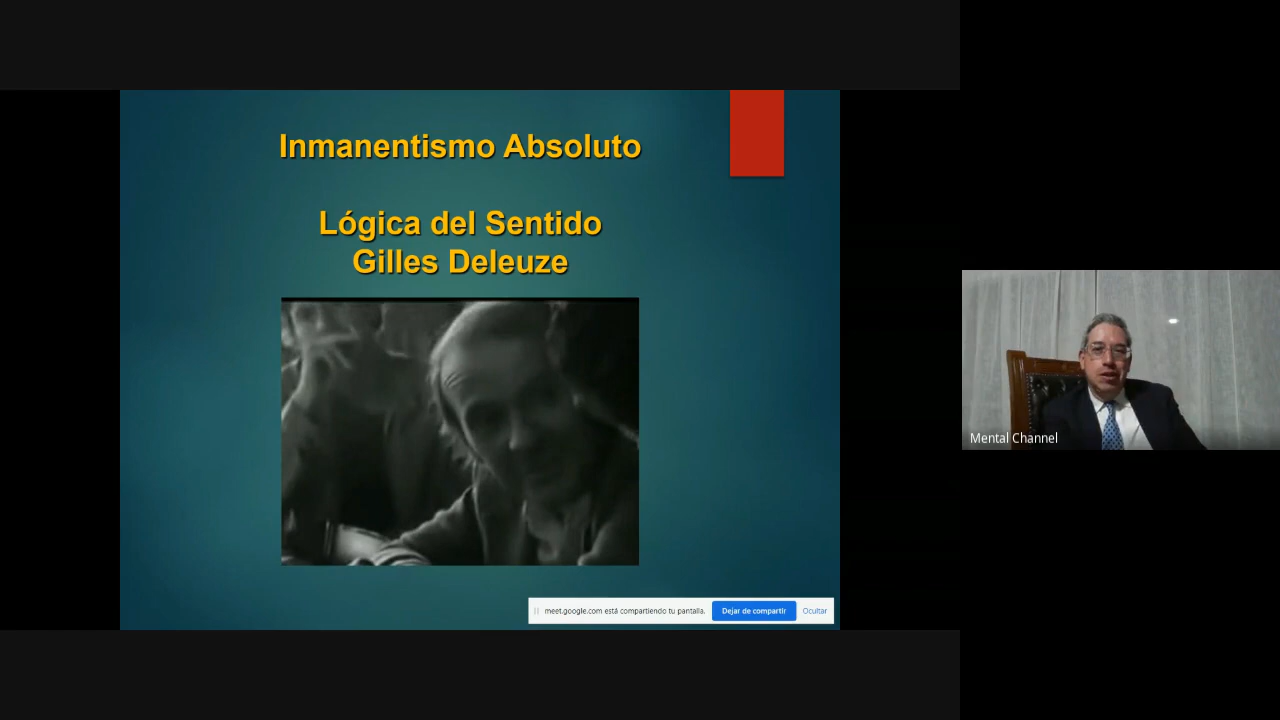 Inmanentismo Absoluto
Lógica del Sentido
Gilles Deleuze
meet.google.com está compartiendo tu pantalla.
Dejar de compartir
Ocultar
Mental Channel